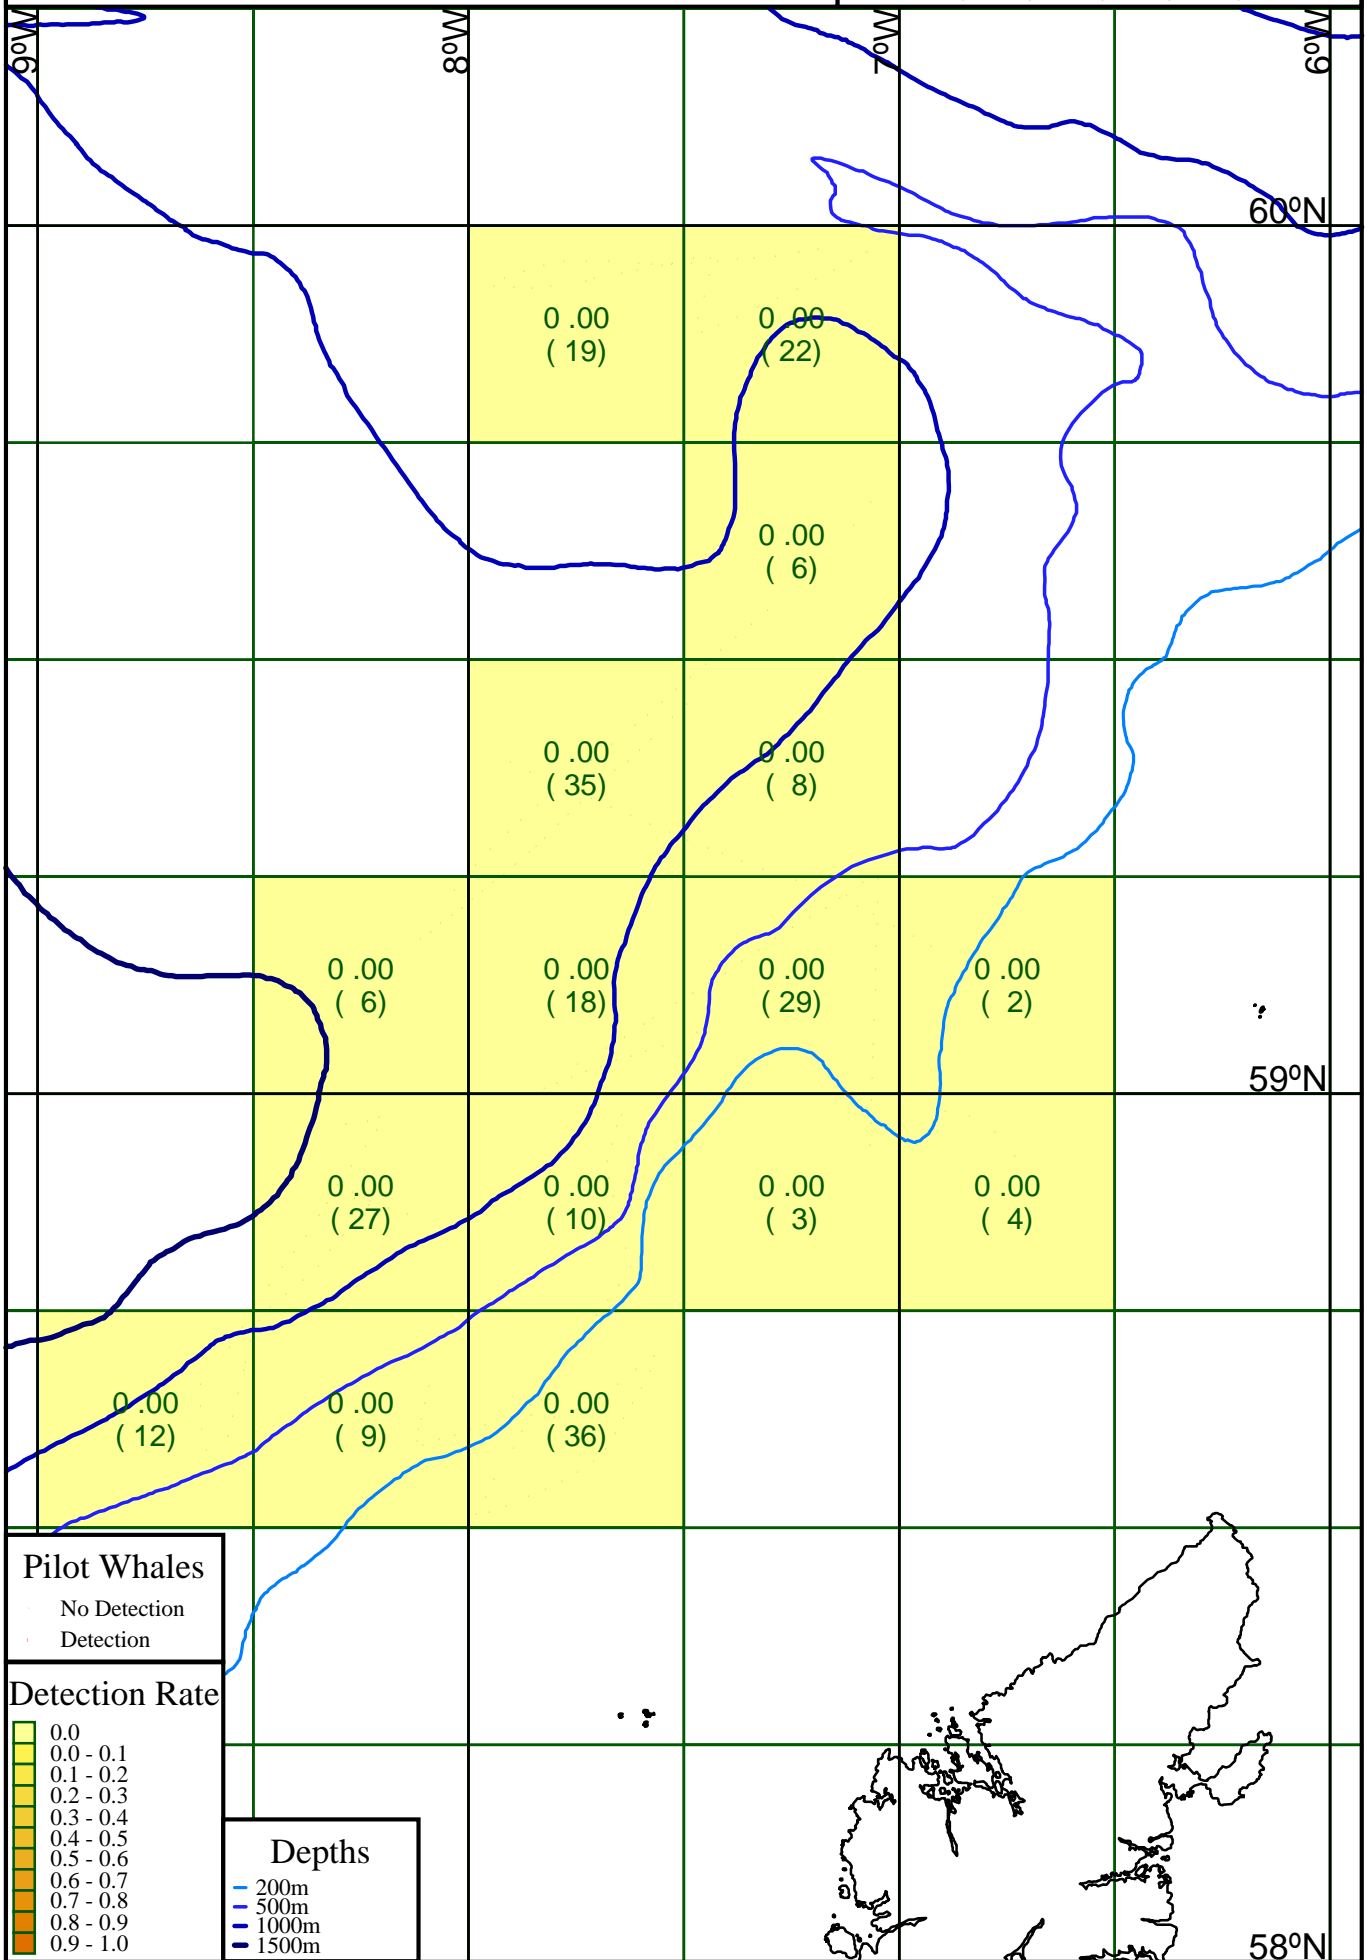 9ºW
8ºW
7ºW
6ºW
60ºN
0 .00
0 .00
( 19)
( 22)
0 .00
( 6)
0 .00
0 .00
( 35)
( 8)
0 .00
0 .00
0 .00
0 .00
( 6)
( 18)
( 29)
( 2)
59ºN
0 .00
0 .00
0 .00
0 .00
( 27)
( 10)
( 3)
( 4)
0 .00
0 .00
0 .00
( 12)
( 9)
( 36)
Pilot Whales
No Detection
Detection
Detection Rate
0.0
0.0 - 0.1
0.1 - 0.2
0.2 - 0.3
0.3 - 0.4
0.4 - 0.5
0.5 - 0.6
0.6 - 0.7
0.7 - 0.8
0.8 - 0.9
0.9 - 1.0
Depths
200m
500m
1000m
1500m
58ºN